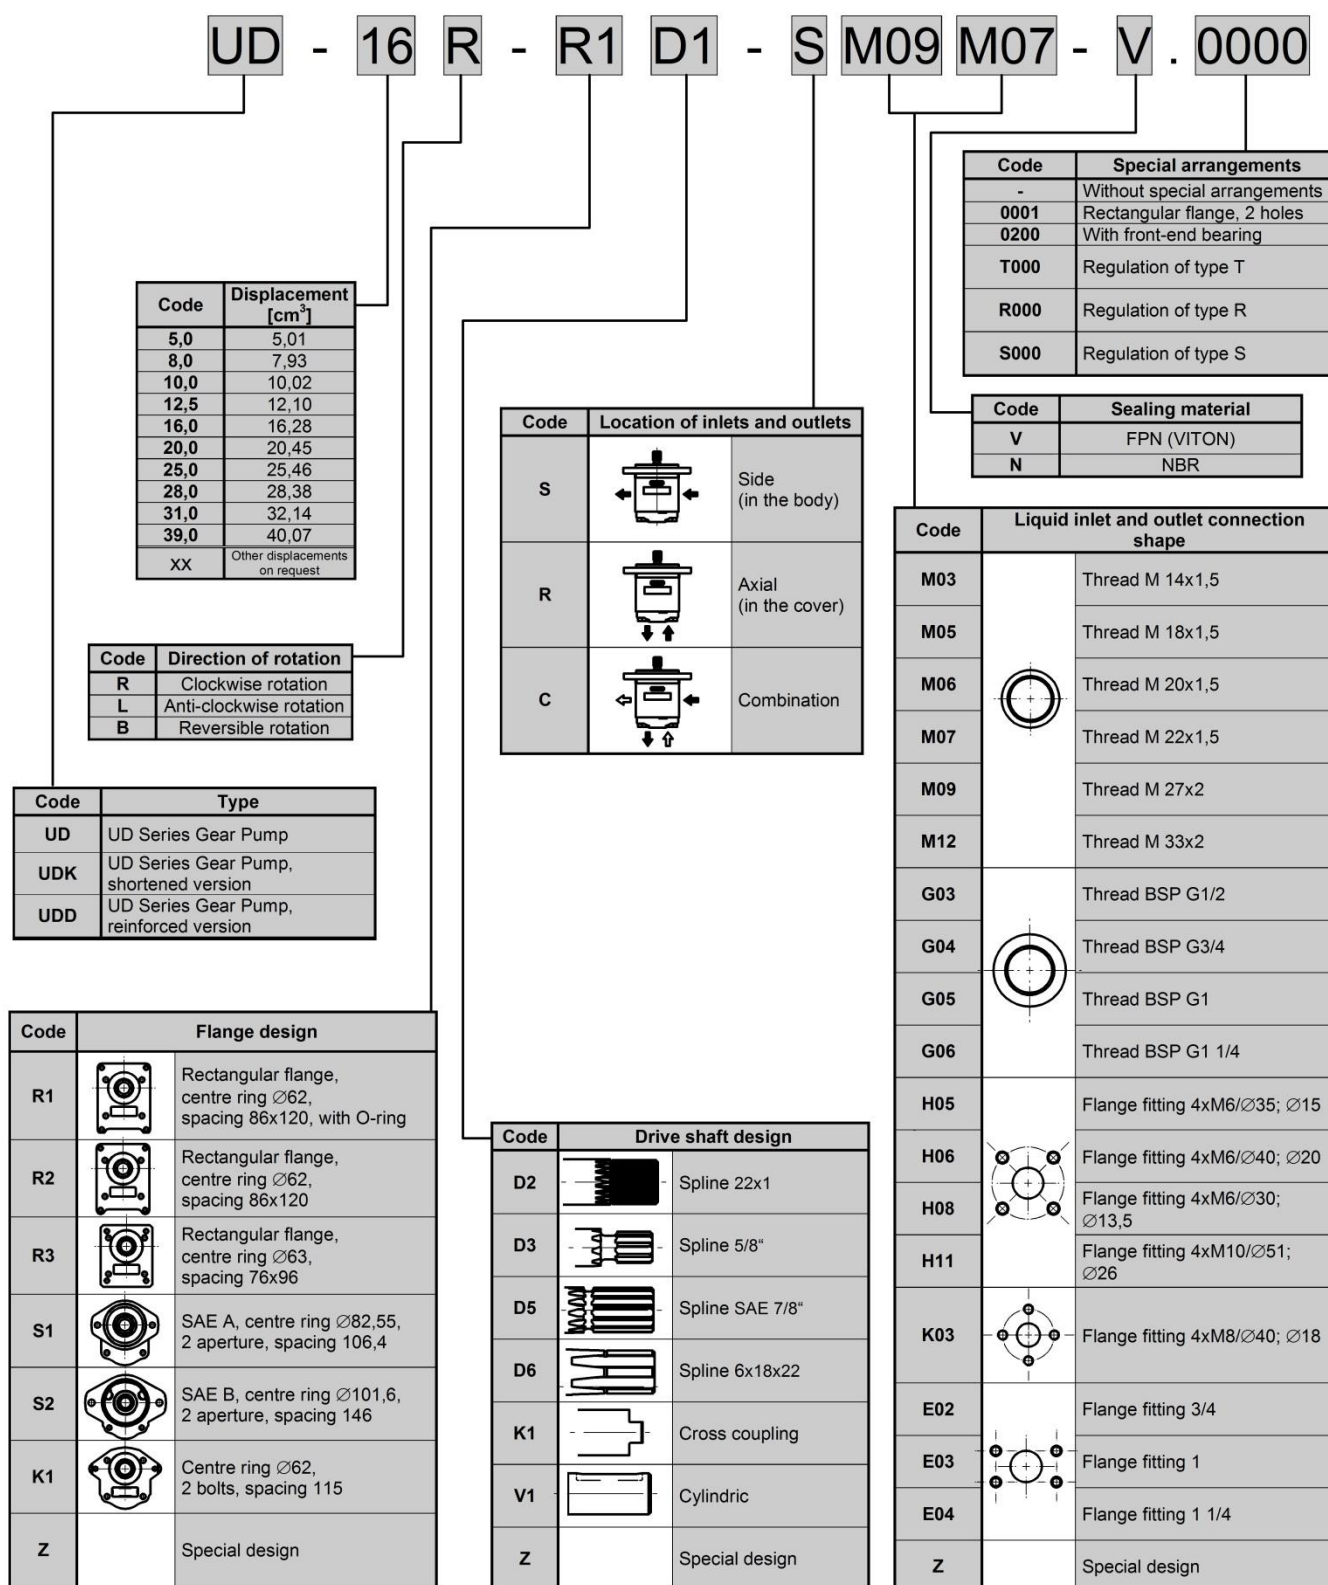 UD - 16 R - R1 D1 - S M09 M07 - V . 0000
Code Special arrangements
- Without special arrangements
0001 Rectangular flange, 2 holes
0200 With front-end bearing
T000 Regulation of type T
R000 Regulation of type R
S000 Regulation of type S
Code Displacement
[cm³]
5,0 5,01
8,0 7,93
10,0 10,02
12,5 12,10
16,0 16,28
20,0 20,45
25,0 25,46
28,0 28,38
31,0 32,14
39,0 40,07
XX Other displacements
on request
Code Sealing material
V FPN (VITON)
N NBR
Code Location of inlets and outlets
S Side
(in the body)
R Axial
(in the cover)
C Combination
Code Direction of rotation
R Clockwise rotation
L Anti-clockwise rotation
B Reversible rotation
Code Type
UD UD Series Gear Pump
UDK UD Series Gear Pump,
shortened version
UDD UD Series Gear Pump,
reinforced version
Code Liquid inlet and outlet connection
shape
M03 Thread M 14x1,5
M05 Thread M 18x1,5
M06 Thread M 20x1,5
M07 Thread M 22x1,5
M09 Thread M 27x2
M12 Thread M 33x2
G03 Thread BSP G1/2
G04 Thread BSP G3/4
G05 Thread BSP G1
G06 Thread BSP G1 1/4
H05 Flange fitting 4xM6/∅35; ∅15
H06 Flange fitting 4xM6/∅40; ∅20
H08 Flange fitting 4xM6/∅30;
∅13,5
H11 Flange fitting 4xM10/∅51;
∅26
K03 Flange fitting 4xM8/∅40; ∅18
E02 Flange fitting 3/4
E03 Flange fitting 1
E04 Flange fitting 1 1/4
Z Special design
Code Flange design
R1 Rectangular flange,
centre ring ∅62,
spacing 86x120, with O-ring
R2 Rectangular flange,
centre ring ∅62,
spacing 86x120
R3 Rectangular flange,
centre ring ∅63,
spacing 76x96
S1 SAE A, centre ring ∅82,55,
2 aperture, spacing 106,4
S2 SAE B, centre ring ∅101,6,
2 aperture, spacing 146
K1 Centre ring ∅62,
2 bolts, spacing 115
Z Special design
Code Drive shaft design
D2 Spline 22x1
D3 Spline 5/8“
D5 Spline SAE 7/8“
D6 Spline 6x18x22
K1 Cross coupling
V1 Cylindric
Z Special design